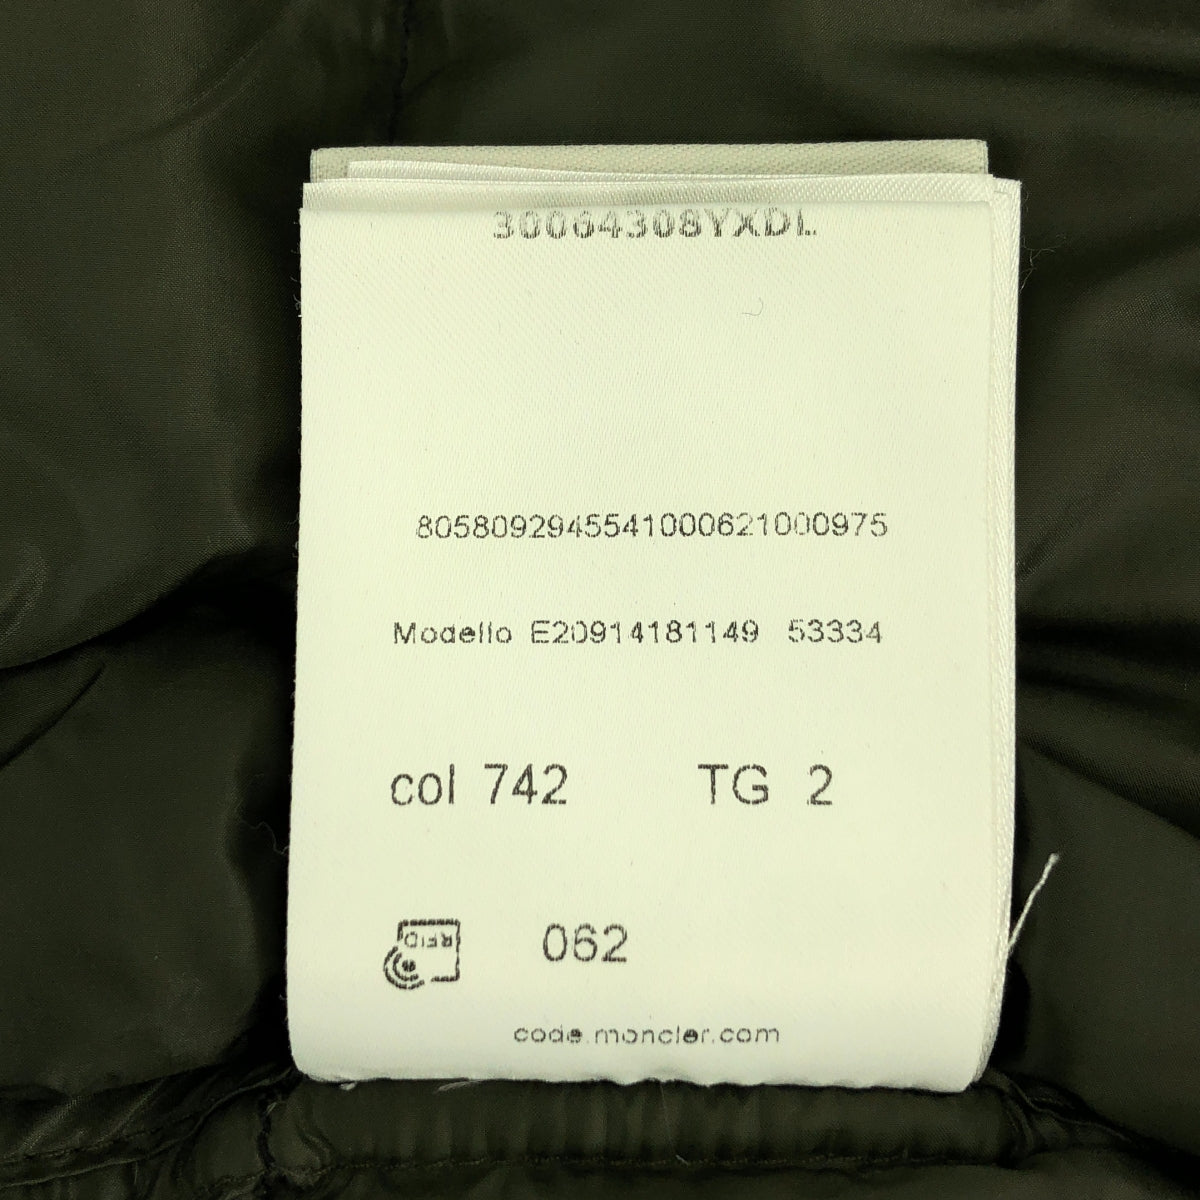 30064308YXDL
8058092945541000621000975
Modello E20914181149 53334
col 742 TG 2
RFID 062
code.moncler.com